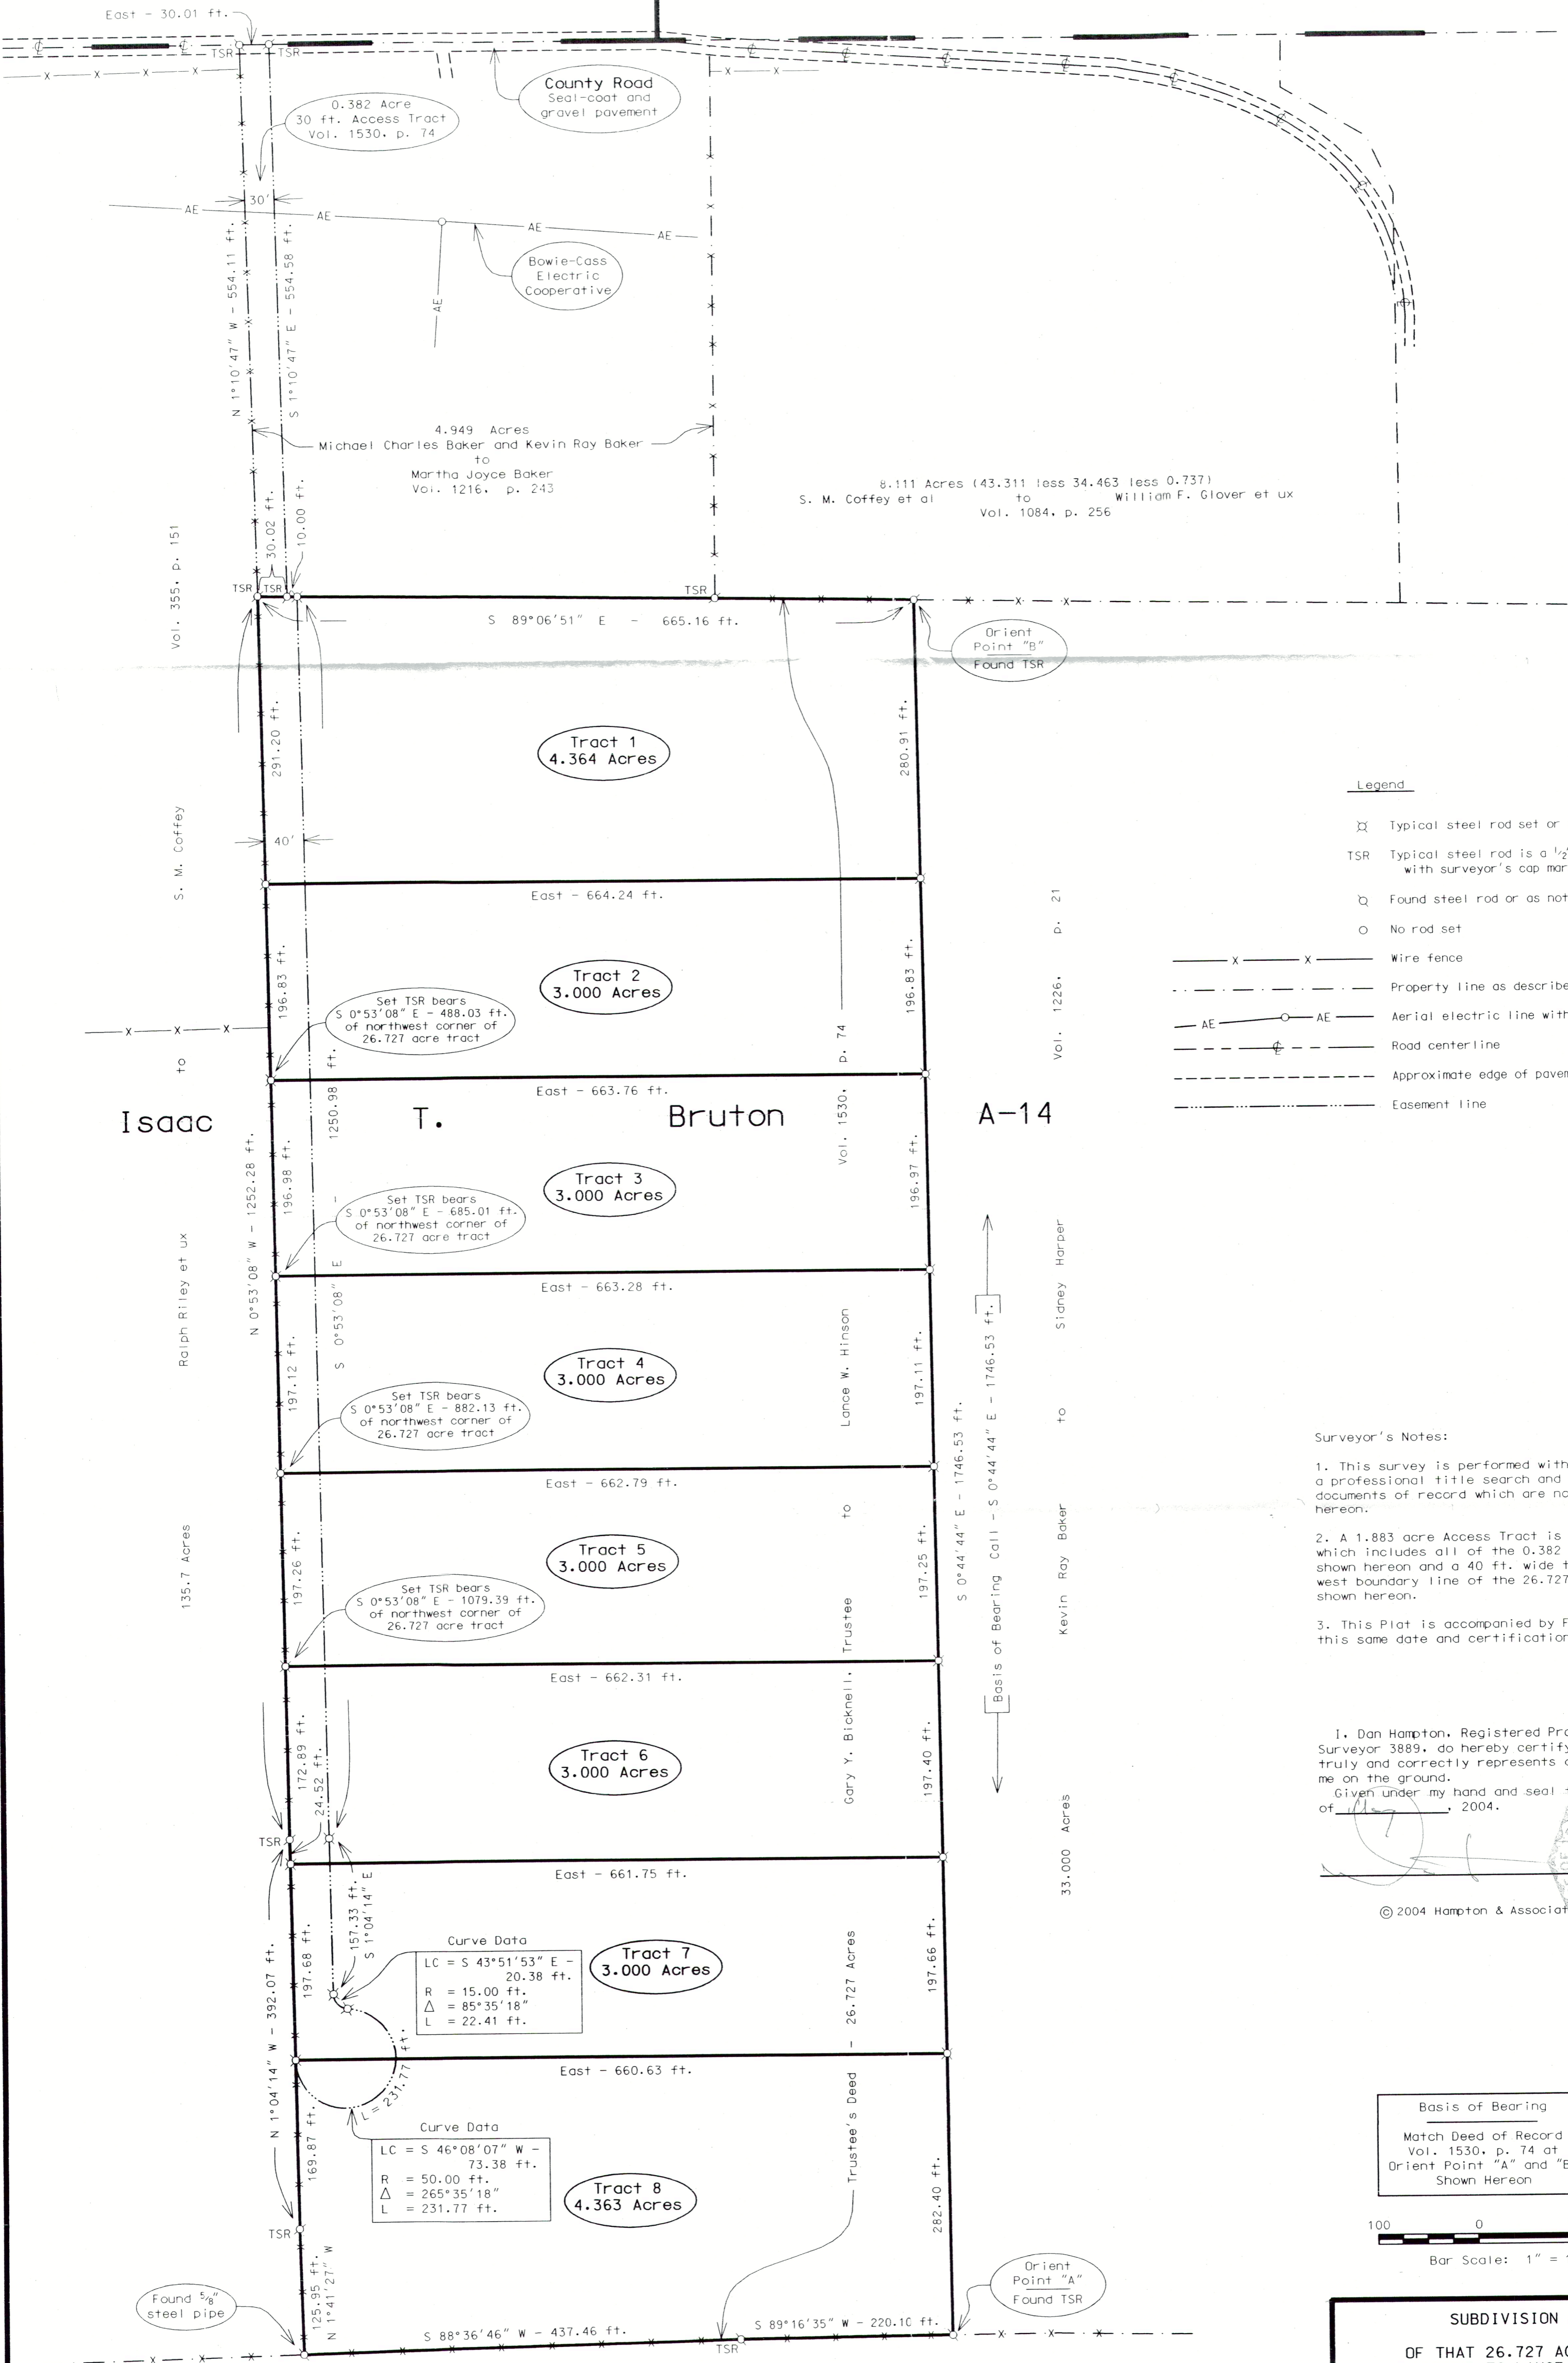 East - 30.01 ft.
TSR
TSR
County Road
Seal-coat and
gravel pavement
0.382 Acre
30 ft. Access Tract
Vol. 1530, p. 74
30'
AE
AE
AE
AE
AE
Bowie-Cass
Electric
Cooperative
N 1°10'47" W - 554.11 ft.
S 1°10'47" E - 554.58 ft.
4.949 Acres
Michael Charles Baker and Kevin Ray Baker
to
Martha Joyce Baker
Vol. 1216, p. 243
8.111 Acres (43.311 less 34.463 less 0.737)
S. M. Coffey et al to William F. Glover et ux
Vol. 1084, p. 256
30.02 ft.
10.00 ft.
TSR
TSR
TSR
S 89°06'51" E - 665.16 ft.
Orient
Point "B"
Found TSR
Vol. 355, p. 151
S. M. Coffey
to
Ralph Riley et ux
135.7 Acres
291.20 ft.
Tract 1
4.364 Acres
280.91 ft.
40'
East - 664.24 ft.
196.83 ft.
Tract 2
3.000 Acres
196.83 ft.
Set TSR bears
S 0°53'08" E - 488.03 ft.
of northwest corner of
26.727 acre tract
East - 663.76 ft.
Isaac T. Bruton A-14
N 0°53'08" W - 1252.28 ft.
S 0°53'08" E - 1250.98 ft.
196.98 ft.
Tract 3
3.000 Acres
196.97 ft.
Set TSR bears
S 0°53'08" E - 685.01 ft.
of northwest corner of
26.727 acre tract
East - 663.28 ft.
197.12 ft.
Tract 4
3.000 Acres
197.11 ft.
Set TSR bears
S 0°53'08" E - 882.13 ft.
of northwest corner of
26.727 acre tract
East - 662.79 ft.
197.26 ft.
Tract 5
3.000 Acres
197.25 ft.
Set TSR bears
S 0°53'08" E - 1079.39 ft.
of northwest corner of
26.727 acre tract
East - 662.31 ft.
172.89 ft.
24.52 ft.
Tract 6
3.000 Acres
197.40 ft.
TSR
East - 661.75 ft.
157.33 ft.
S 1°04'14" E
N 1°04'14" W - 392.07 ft.
197.68 ft.
Curve Data
LC = S 43°51'53" E -
20.38 ft.
R = 15.00 ft.
Δ = 85°35'18"
L = 22.41 ft.
Tract 7
3.000 Acres
197.66 ft.
L = 231.77 ft.
East - 660.63 ft.
169.87 ft.
Curve Data
LC = S 46°08'07" W -
73.38 ft.
R = 50.00 ft.
Δ = 265°35'18"
L = 231.77 ft.
Tract 8
4.363 Acres
282.40 ft.
TSR
125.95 ft.
N 1°41'27" W
Found 5/8"
steel pipe
S 88°36'46" W - 437.46 ft.
TSR
S 89°16'35" W - 220.10 ft.
Orient
Point "A"
Found TSR
Trustee's Deed - 26.727 Acres
Gary Y. Bicknell, Trustee to Lance W. Hinson
Vol. 1530, p. 74
S 0°44'44" E - 1746.53 ft.
Basis of Bearing Call - S 0°44'44" E - 1746.53 ft.
33.000 Acres
Kevin Ray Baker to Sidney Harper
Vol. 1226, p. 21
Legend
Typical steel rod set or
TSR Typical steel rod is a 1/2"
with surveyor's cap mar
Found steel rod or as not
No rod set
X X Wire fence
Property line as describe
AE AE Aerial electric line with
Road centerline
Approximate edge of pavem
Easement line
Surveyor's Notes:
1. This survey is performed with
a professional title search and
documents of record which are no
hereon.
2. A 1.883 acre Access Tract is
which includes all of the 0.382
shown hereon and a 40 ft. wide t
west boundary line of the 26.727
shown hereon.
3. This Plat is accompanied by F
this same date and certification
I, Dan Hampton, Registered Pro
Surveyor 3889, do hereby certify
truly and correctly represents
me on the ground.
Given under my hand and seal
of , 2004.
© 2004 Hampton & Associat
Basis of Bearing
Match Deed of Record
Vol. 1530, p. 74 at
Orient Point "A" and "B
Shown Hereon
100 0
Bar Scale: 1" =
SUBDIVISION
OF THAT 26.727 AC